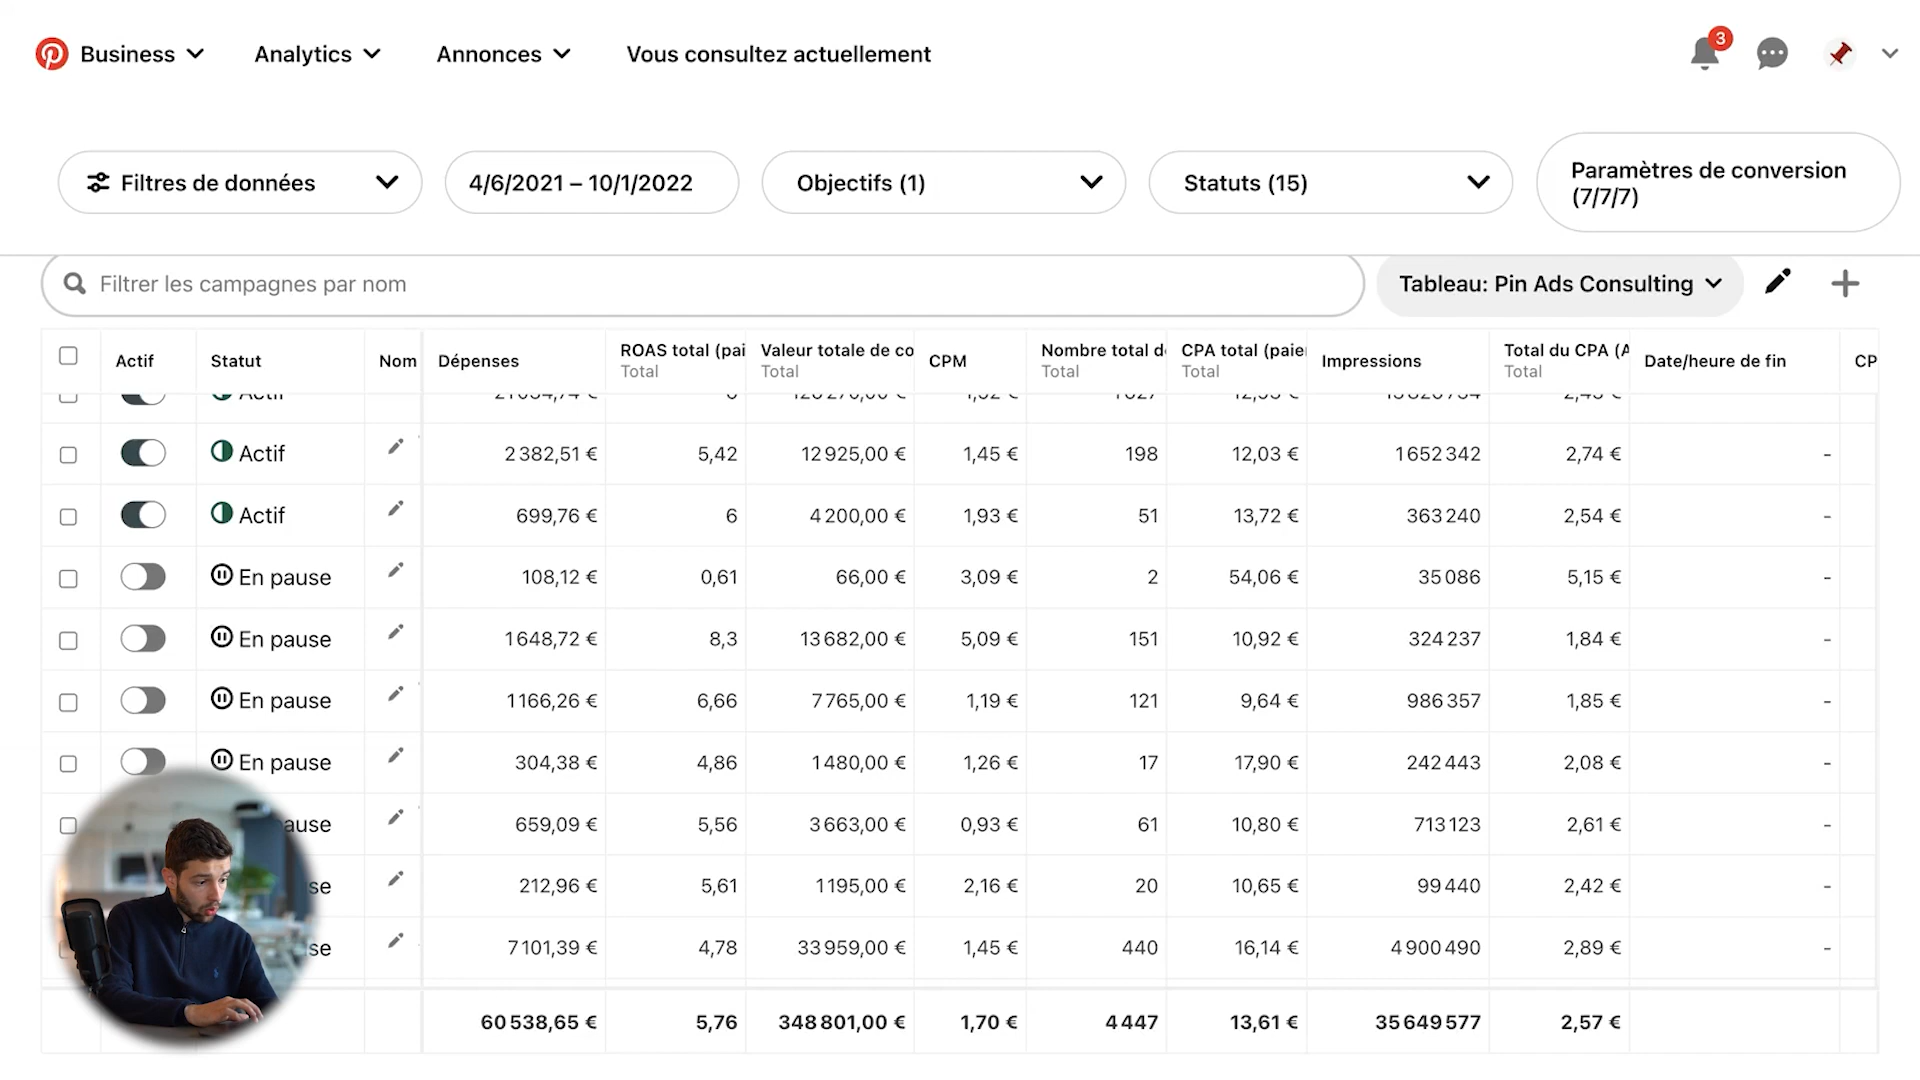 Business Analytics Annonces Vous consultez actuellement 3
Filtres de données 4/6/2021 – 10/1/2022 Objectifs (1) Statuts (15) Paramètres de conversion
(7/7/7)
Filtrer les campagnes par nom Tableau: Pin Ads Consulting
Actif Statut Nom Dépenses ROAS total (pai Valeur totale de co CPM Nombre total d CPA total (paie Impressions Total du CPA (A Date/heure de fin CP
Total Total Total Total Total
Actif 2 382,51 € 5,42 12 925,00 € 1,45 € 198 12,03 € 1 652 342 2,74 € -
Actif 699,76 € 6 4 200,00 € 1,93 € 51 13,72 € 363 240 2,54 € -
En pause 108,12 € 0,61 66,00 € 3,09 € 2 54,06 € 35 086 5,15 € -
En pause 1 648,72 € 8,3 13 682,00 € 5,09 € 151 10,92 € 324 237 1,84 € -
En pause 1 166,26 € 6,66 7 765,00 € 1,19 € 121 9,64 € 986 357 1,85 € -
En pause 304,38 € 4,86 1 480,00 € 1,26 € 17 17,90 € 242 443 2,08 € -
ause 659,09 € 5,56 3 663,00 € 0,93 € 61 10,80 € 713 123 2,61 € -
se 212,96 € 5,61 1 195,00 € 2,16 € 20 10,65 € 99 440 2,42 € -
se 7 101,39 € 4,78 33 959,00 € 1,45 € 440 16,14 € 4 900 490 2,89 € -
60 538,65 € 5,76 348 801,00 € 1,70 € 4 447 13,61 € 35 649 577 2,57 €